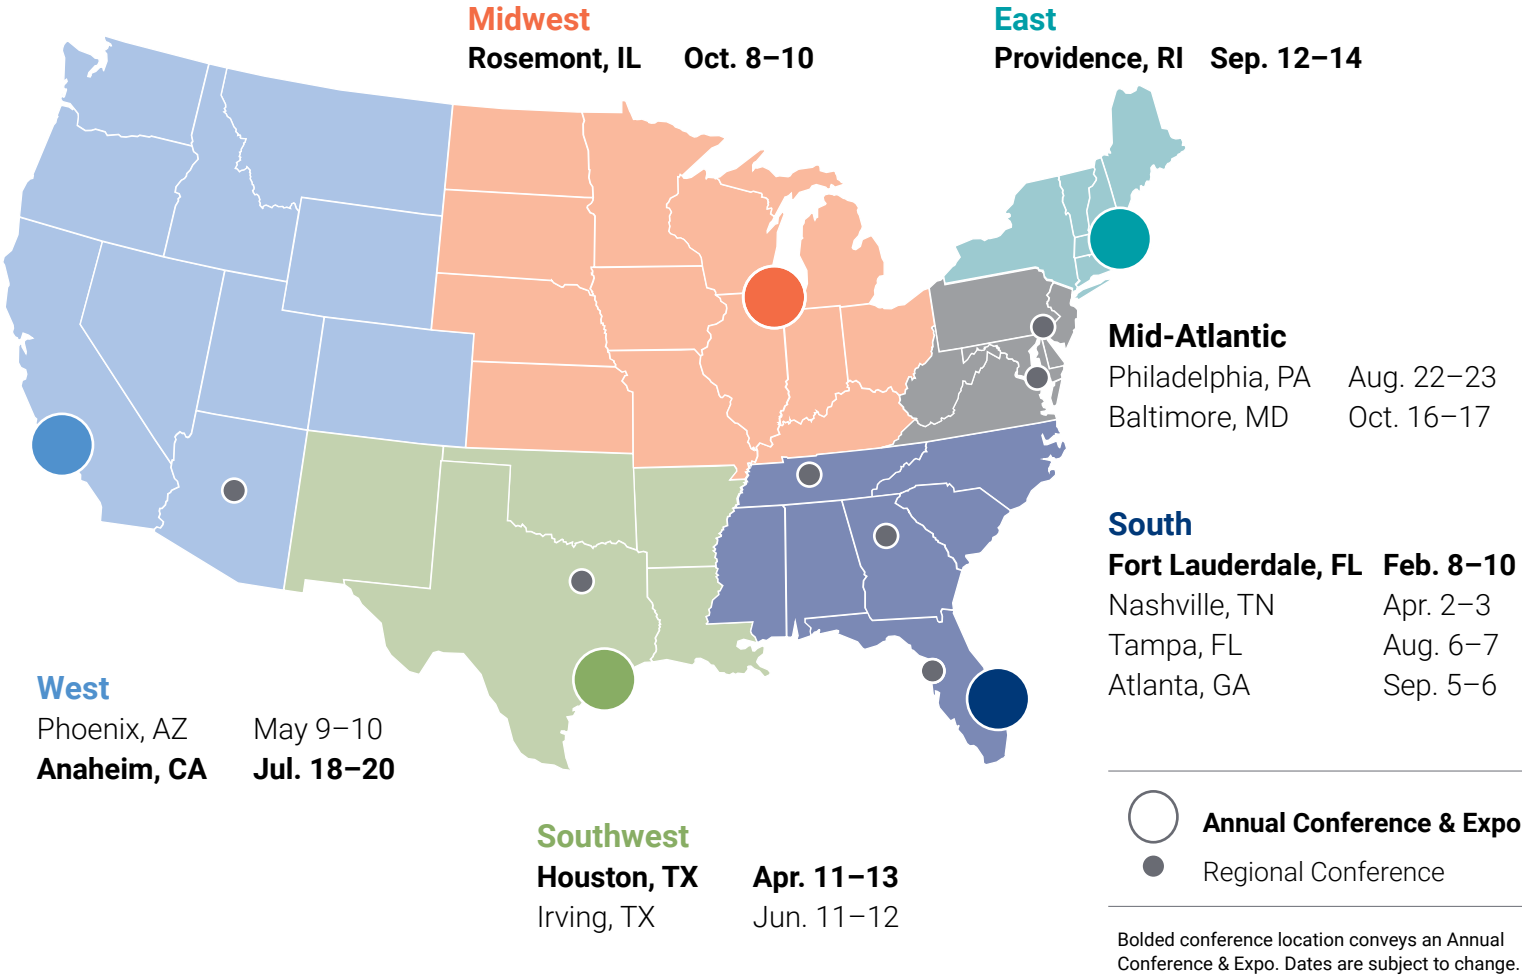 Midwest
Rosemont, IL Oct. 8–10
East
Providence, RI Sep. 12–14
Mid-Atlantic
Philadelphia, PA Aug. 22–23
Baltimore, MD Oct. 16–17
South
Fort Lauderdale, FL Feb. 8–10
Nashville, TN Apr. 2–3
Tampa, FL Aug. 6–7
Atlanta, GA Sep. 5–6
West
Phoenix, AZ May 9–10
Anaheim, CA Jul. 18–20
Southwest
Houston, TX Apr. 11–13
Irving, TX Jun. 11–12
Annual Conference & Expo
Regional Conference
Bolded conference location conveys an Annual
Conference & Expo. Dates are subject to change.